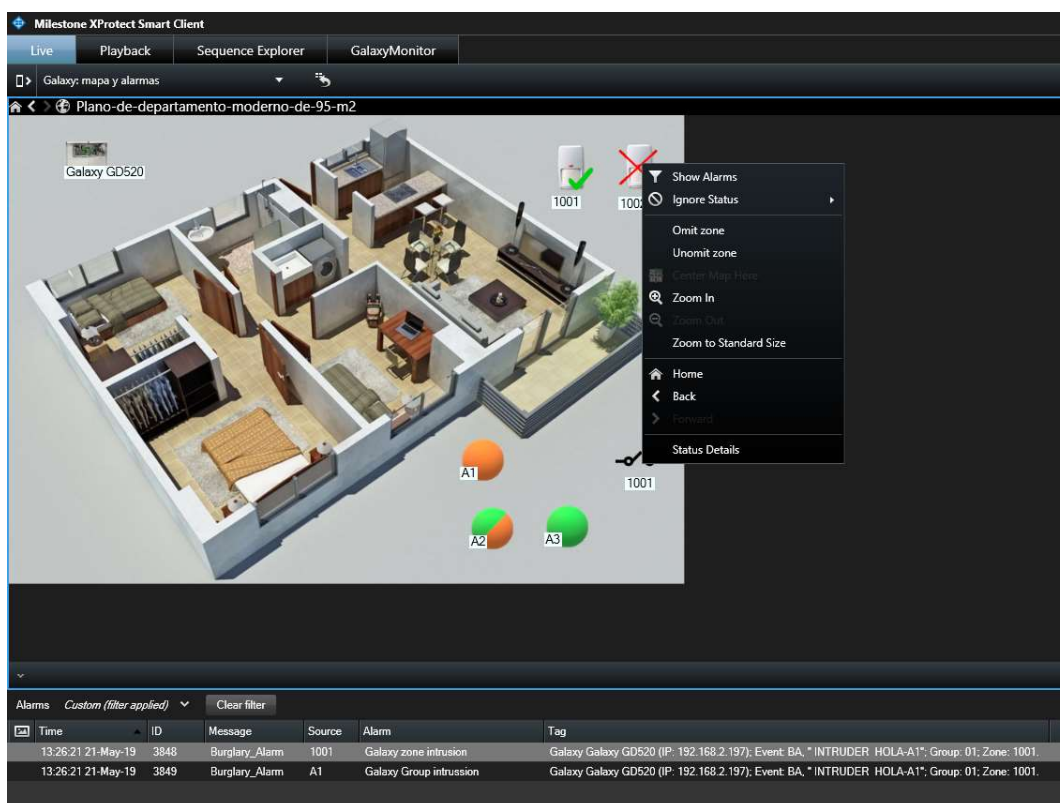 Milestone XProtect Smart Client
Live Playback Sequence Explorer GalaxyMonitor
Galaxy: mapa y alarmas
Plano-de-departamento-moderno-de-95-m2
Galaxy GD520
1001
1002
Show Alarms
Ignore Status
Omit zone
Unomit zone
Center Map Here
Zoom In
Zoom Out
Zoom to Standard Size
Home
Back
Forward
Status Details
A1
1001
A2
A3
Alarms Custom (filter applied) Clear filter
Time ID Message Source Alarm Tag
13:26:21 21-May-19 3848 Burglary_Alarm 1001 Galaxy zone intrusion Galaxy Galaxy GD520 (IP: 192.168.2.197); Event: BA, " INTRUDER HOLA-A1"; Group: 01; Zone: 1001.
13:26:21 21-May-19 3849 Burglary_Alarm A1 Galaxy Group intrussion Galaxy Galaxy GD520 (IP: 192.168.2.197); Event: BA, " INTRUDER HOLA-A1"; Group: 01; Zone: 1001.